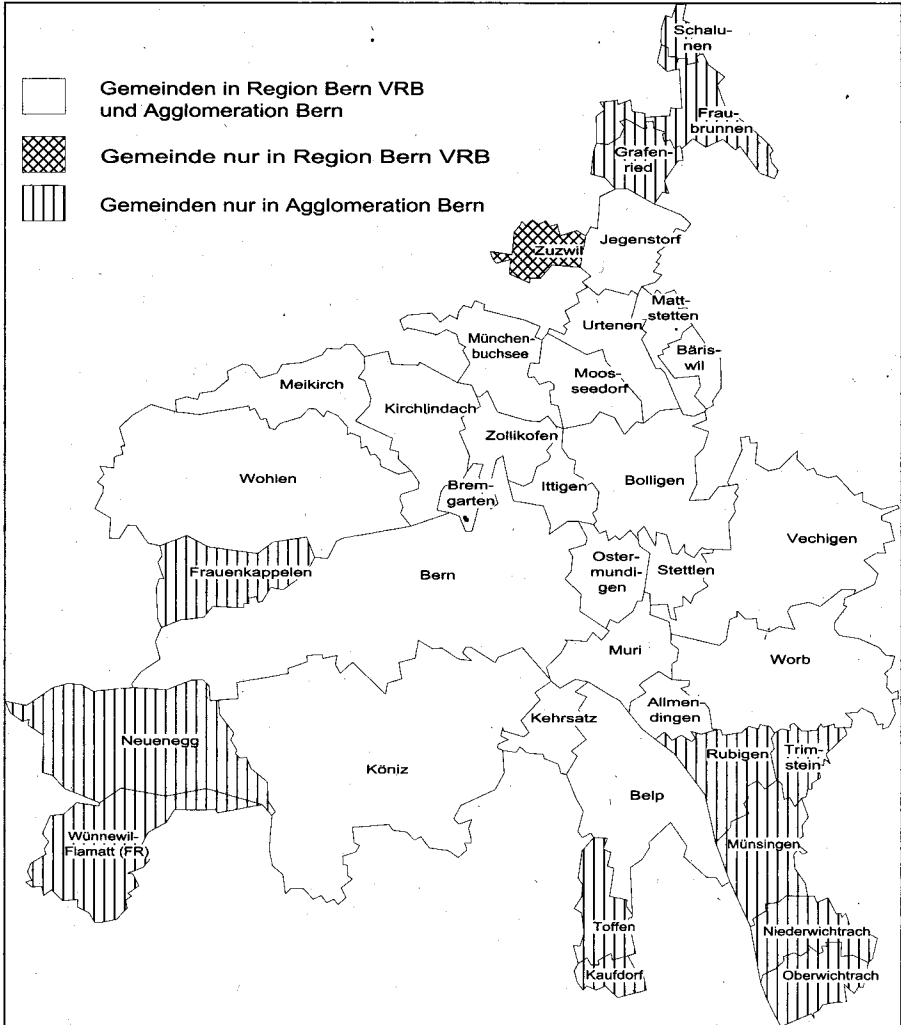 Schalu-
nen
Gemeinden in Region Bern VRB
und Agglomeration Bern
Frau-
brunnen
Gemeinde nur in Region Bern VRB
Grafen-
ried
Gemeinden nur in Agglomeration Bern
Jegenstorf
Zuzwil
Matt-
stetten
Urtenen
München-
buchsee
Bäris-
wil
Moos-
seedorf
Meikirch
Kirchlindach
Zollikofen
Wohlen
Brem-
garten
Ittigen
Bolligen
Vechigen
Frauenkappelen
Bern
Oster-
mundi-
gen
Stettlen
Muri
Worb
Allmen-
dingen
Kehrsatz
Neuenegg
Rubigen
Trim-
stein
Köniz
Belp
Wünnewil-
Flamatt (FR)
Münsingen
Toffen
Niederwichtrach
Kaufdorf
Oberwichtrach